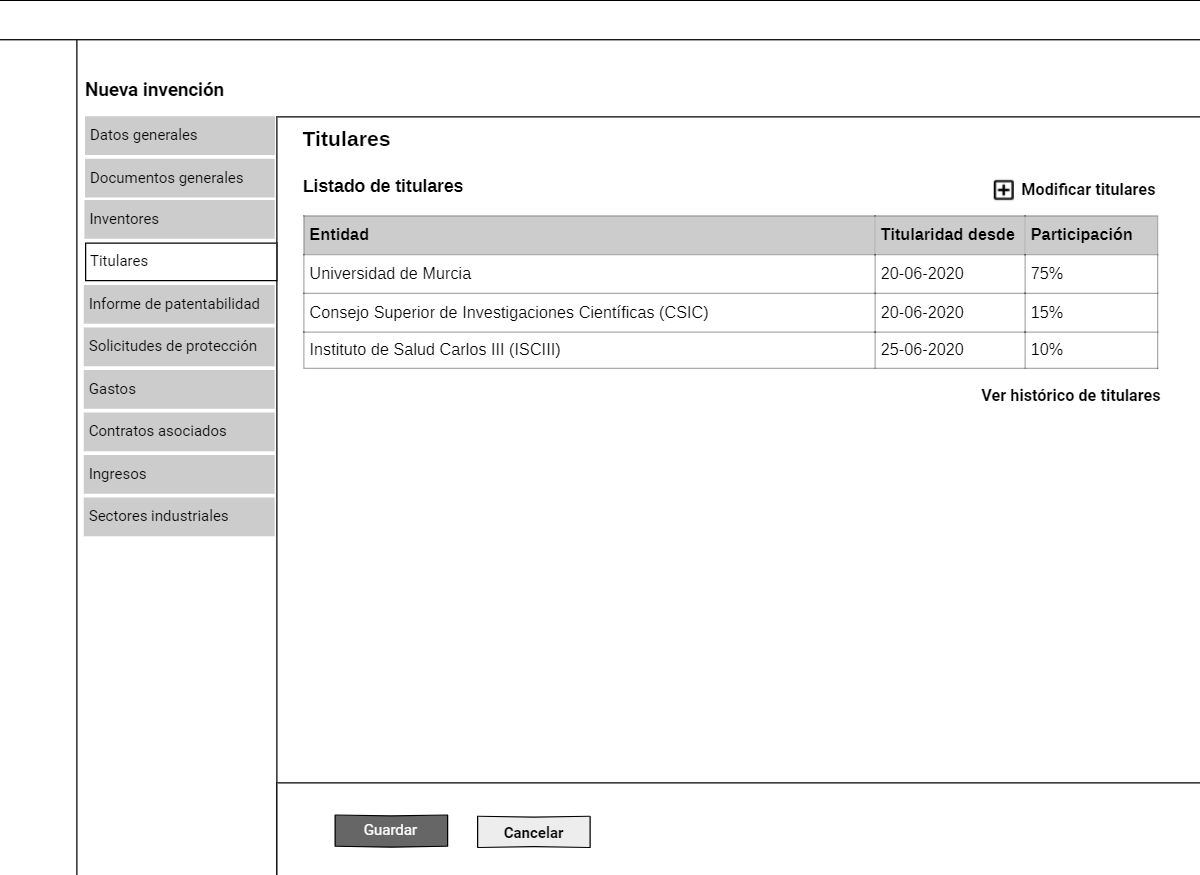 Nueva invención
Datos generales
Documentos generales
Inventores
Titulares
Informe de patentabilidad
Solicitudes de protección
Gastos
Contratos asociados
Ingresos
Sectores industriales
Titulares
Listado de titulares
Modificar titulares
Entidad Titularidad desde Participación
Universidad de Murcia 20-06-2020 75%
Consejo Superior de Investigaciones Científicas (CSIC) 20-06-2020 15%
Instituto de Salud Carlos III (ISCIII) 25-06-2020 10%
Ver histórico de titulares
Guardar Cancelar